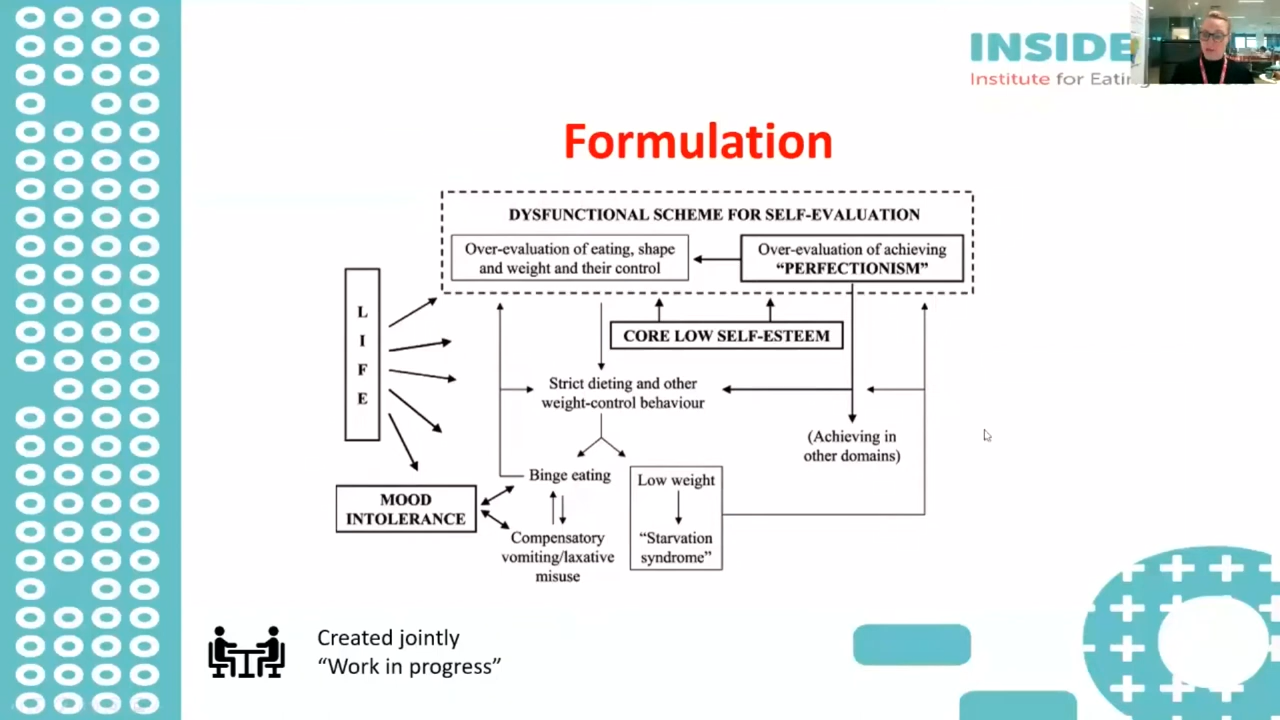 INSIDE
Institute for Eating
Formulation
DYSFUNCTIONAL SCHEME FOR SELF-EVALUATION
Over-evaluation of eating, shape
and weight and their control
Over-evaluation of achieving
“PERFECTIONISM”
L
I
F
E
CORE LOW SELF-ESTEEM
Strict dieting and other
weight-control behaviour
(Achieving in
other domains)
Binge eating
Low weight
MOOD
INTOLERANCE
Compensatory
vomiting/laxative
misuse
“Starvation
syndrome”
Created jointly
“Work in progress”